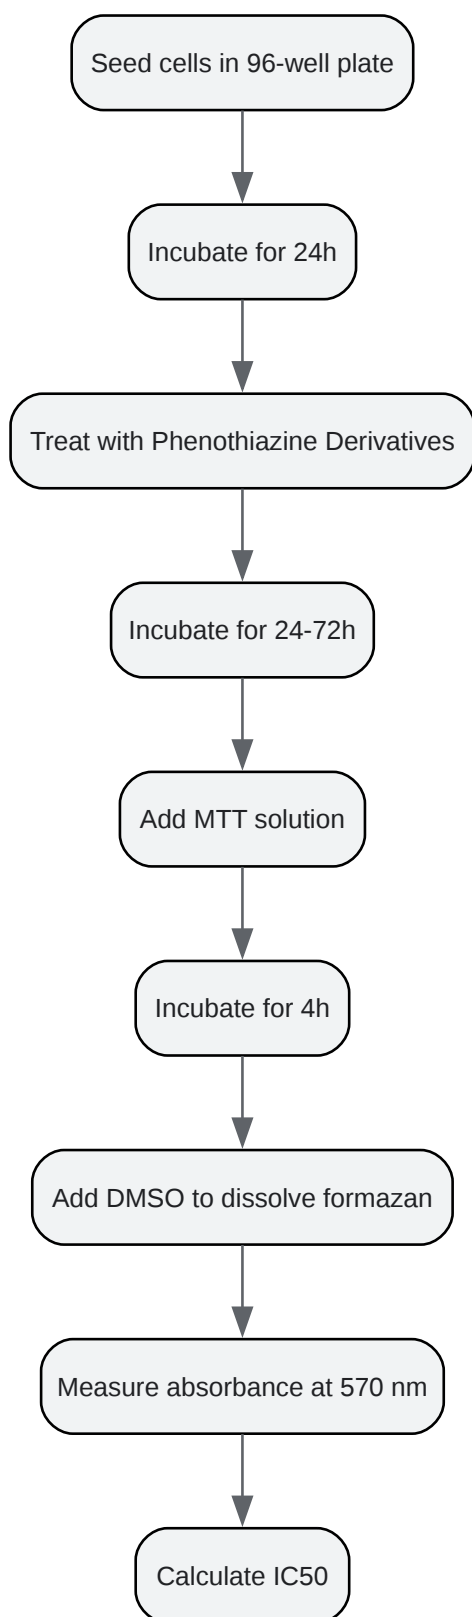 Seed cells in 96-well plate
Incubate for 24h
Treat with Phenothiazine Derivatives
Incubate for 24-72h
Add MTT solution
Incubate for 4h
Add DMSO to dissolve formazan
Measure absorbance at 570 nm
Calculate IC50